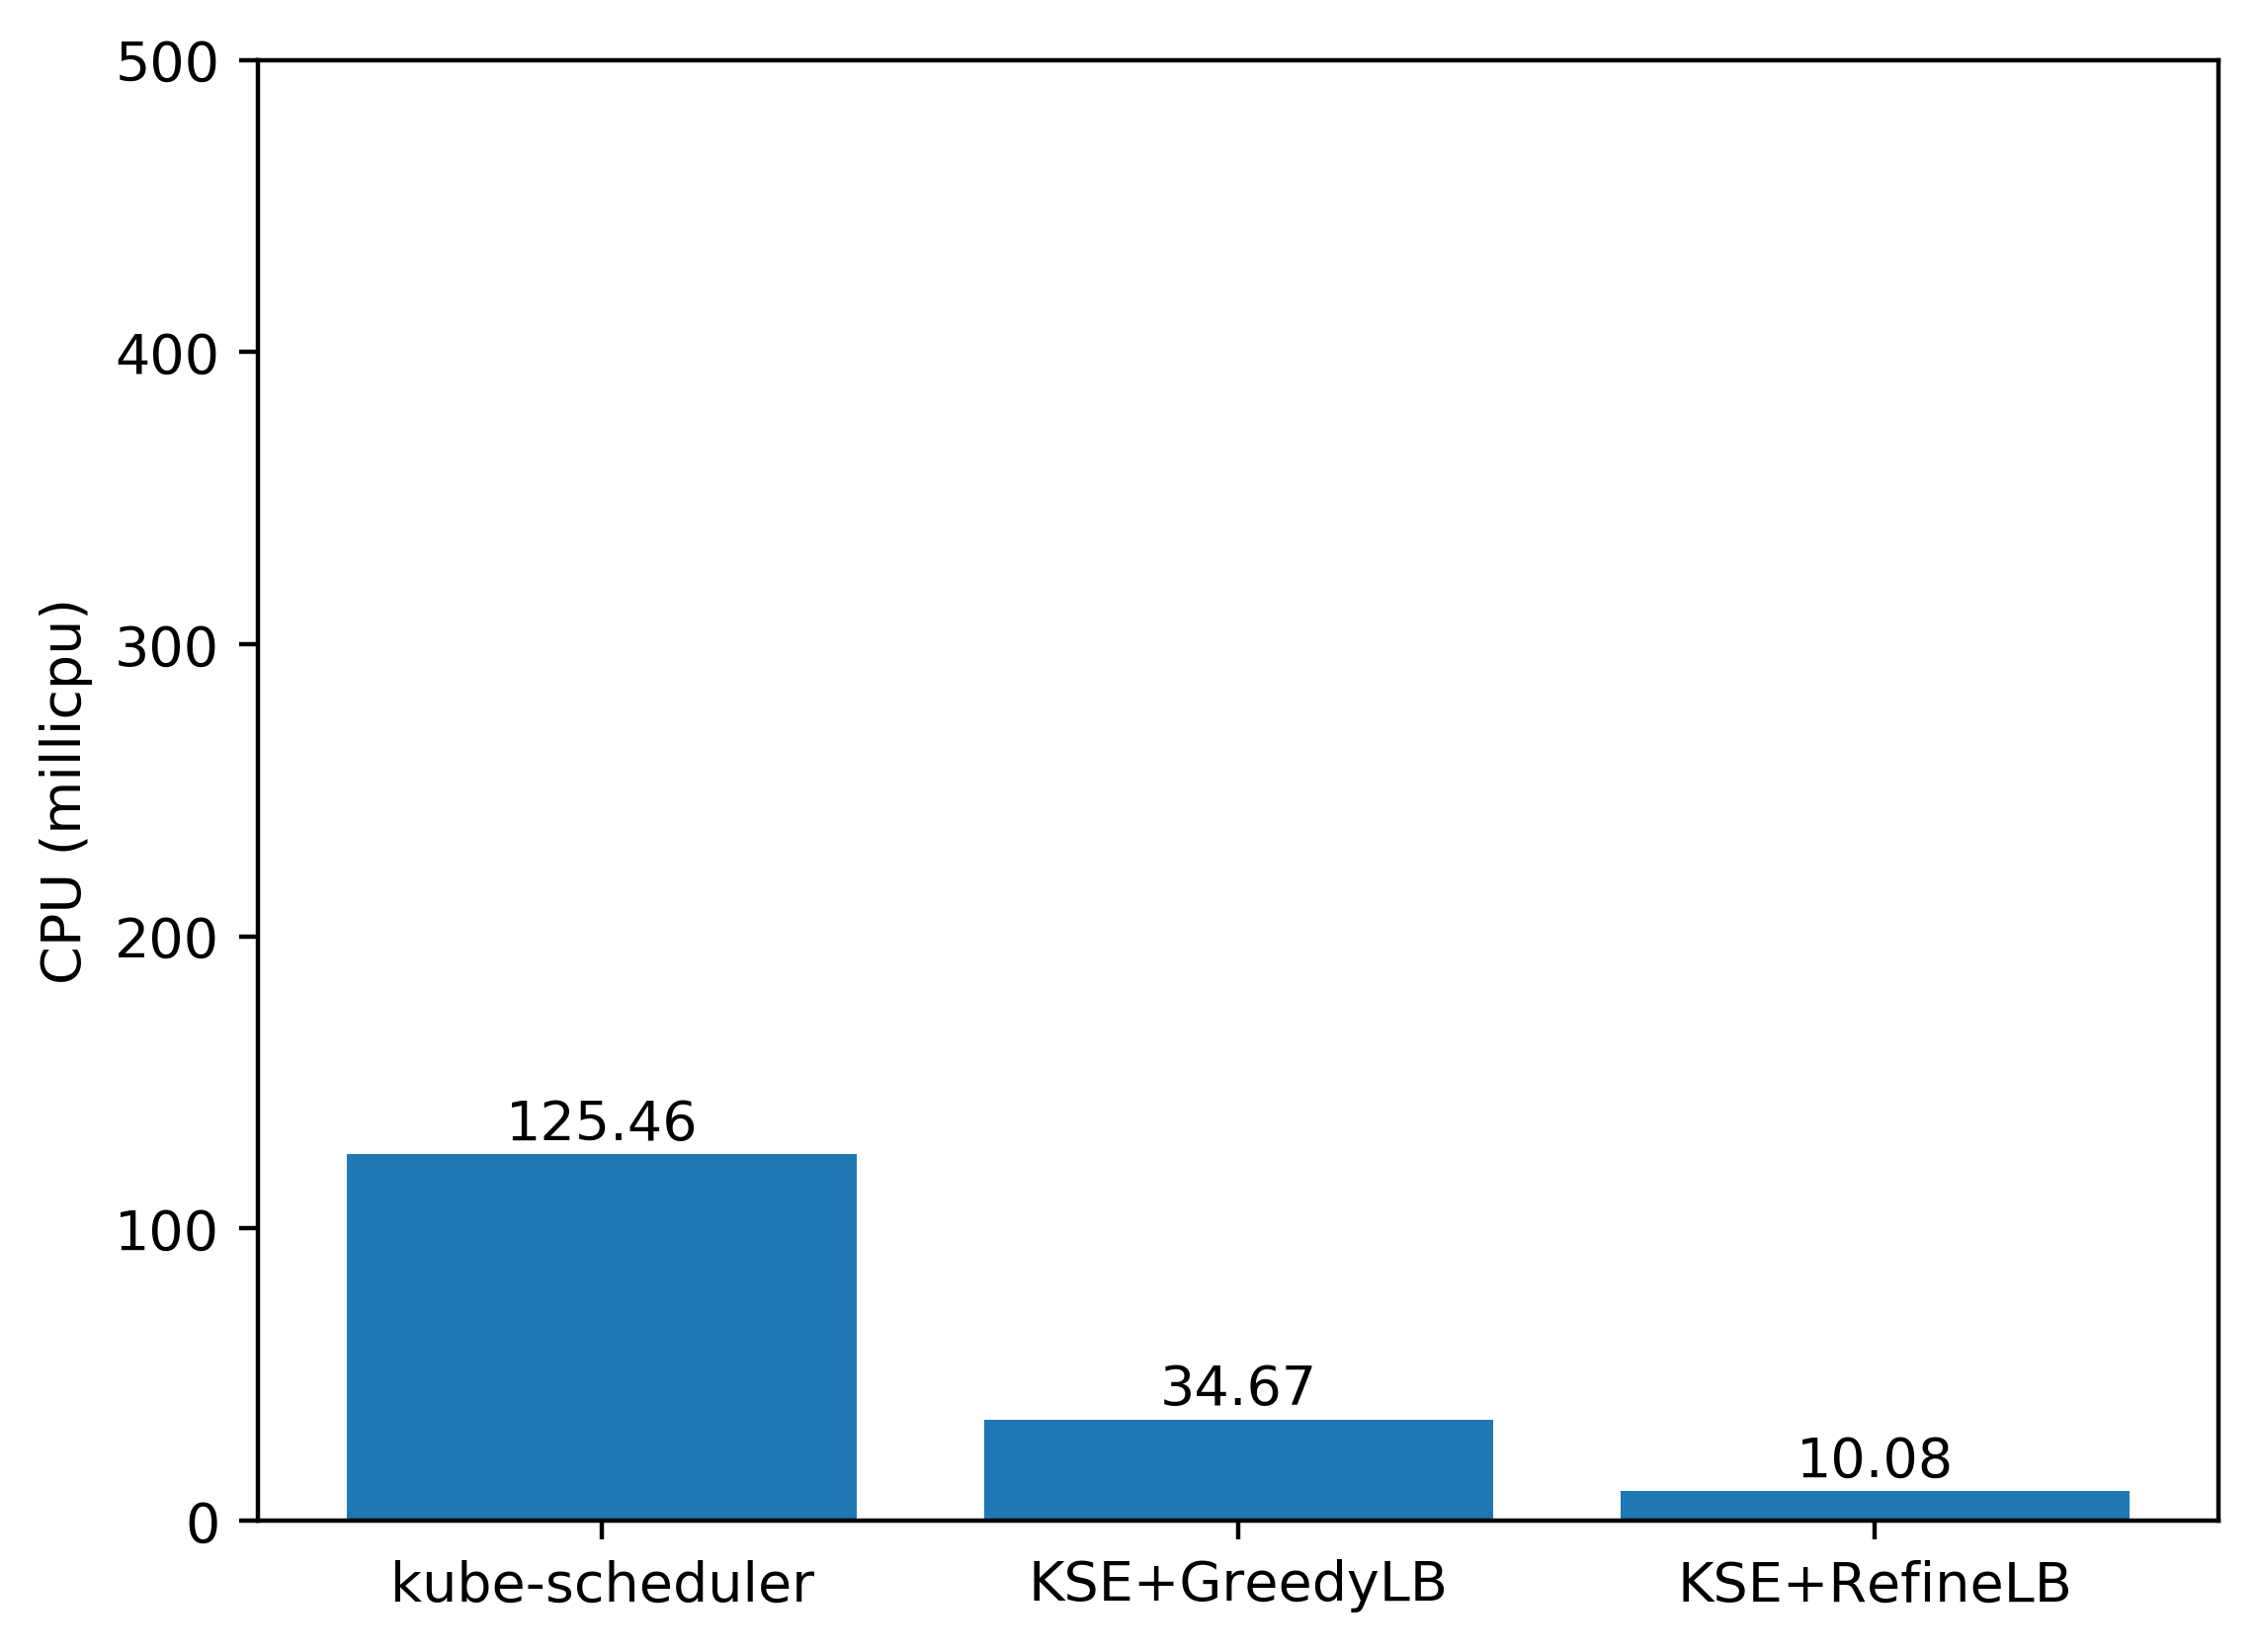 500
400
300
200
100
0
CPU (millicpu)
125.46
34.67
10.08
kube-scheduler
KSE+GreedyLB
KSE+RefineLB